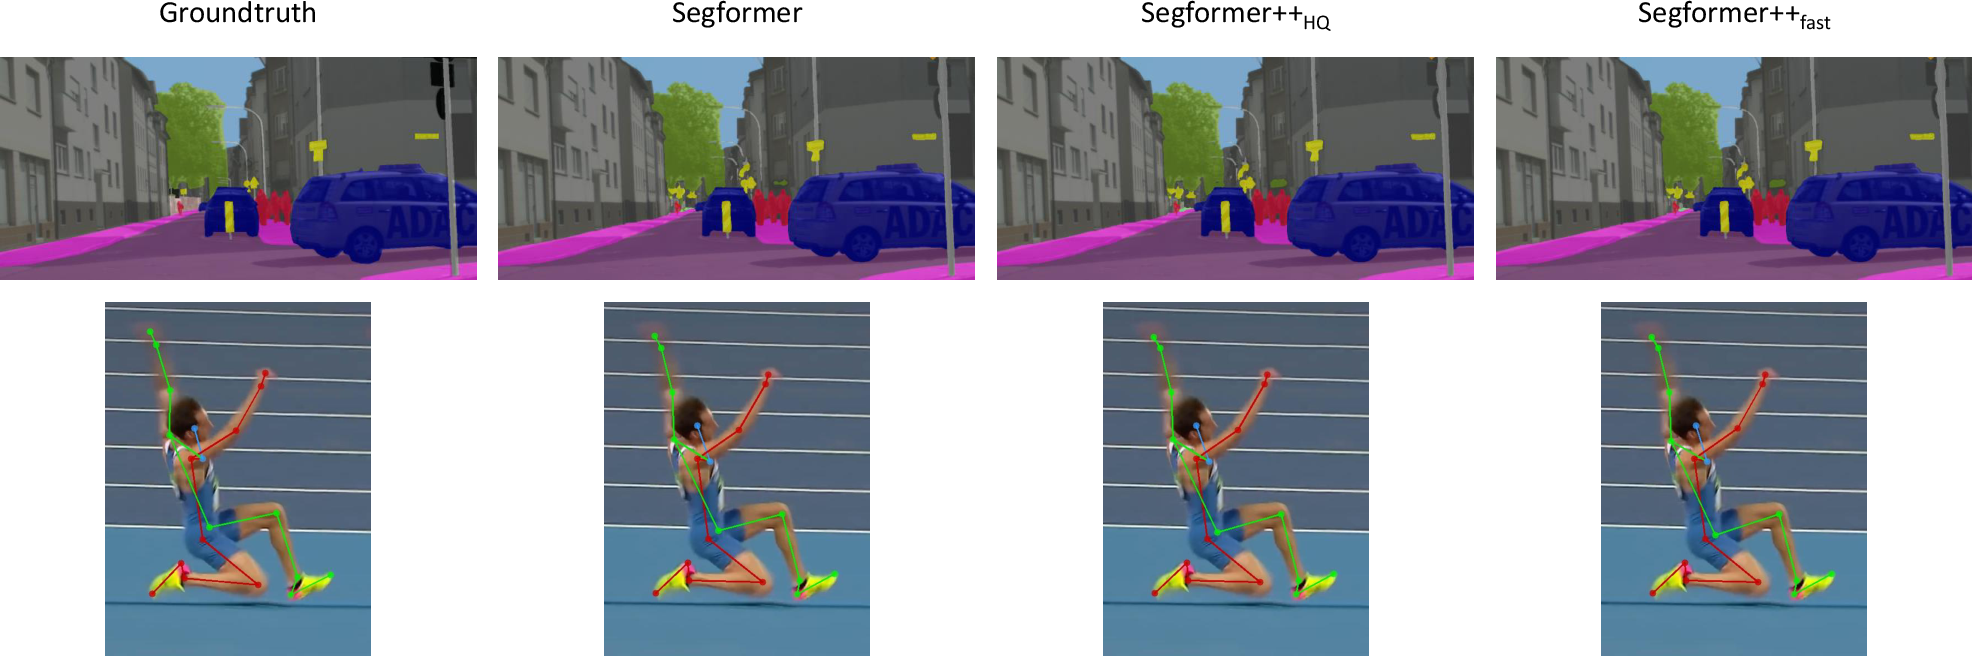 Groundtruth
Segformer
Segformer++HQ
Segformer++fast
ADAC
ADAC
ADAC
ADAC